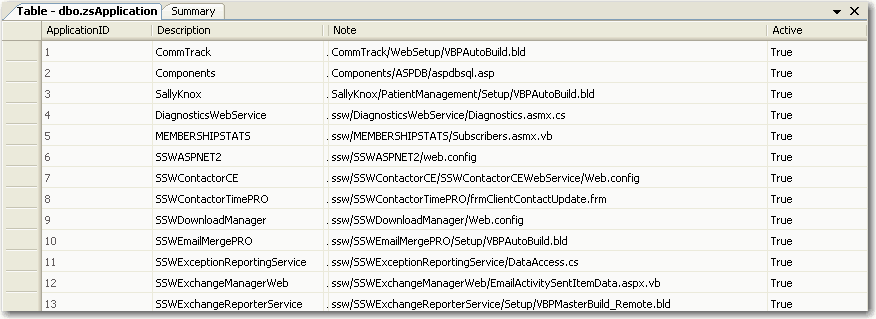 Table - dbo.zsApplication Summary
ApplicationID Description Note Active
1 CommTrack . CommTrack/WebSetup/VBPAutoBuild.bld True
2 Components . Components/ASPDB/aspdbsql.asp True
3 SallyKnox . SallyKnox/PatientManagement/Setup/VBPAutoBuild.bld True
4 DiagnosticsWebService . ssw/DiagnosticsWebService/Diagnostics.asmx.cs True
5 MEMBERSHIPSTATS . ssw/MEMBERSHIPSTATS/Subscribers.asmx.vb True
6 SSWASPNET2 . ssw/SSWASPNET2/web.config True
7 SSWContactorCE . ssw/SSWContactorCE/SSWContactorCEWebService/Web.config True
8 SSWContactorTimePRO . ssw/SSWContactorTimePRO/frmClientContactUpdate.frm True
9 SSWDownloadManager . ssw/SSWDownloadManager/Web.config True
10 SSWEmailMergePRO . ssw/SSWEmailMergePRO/Setup/VBPAutoBuild.bld True
11 SSWExceptionReportingService . ssw/SSWExceptionReportingService/DataAccess.cs True
12 SSWExchangeManagerWeb . ssw/SSWExchangeManagerWeb/EmailActivitySentItemData.aspx.vb True
13 SSWExchangeReporterService . ssw/SSWExchangeReporterService/Setup/VBPMasterBuild_Remote.bld True